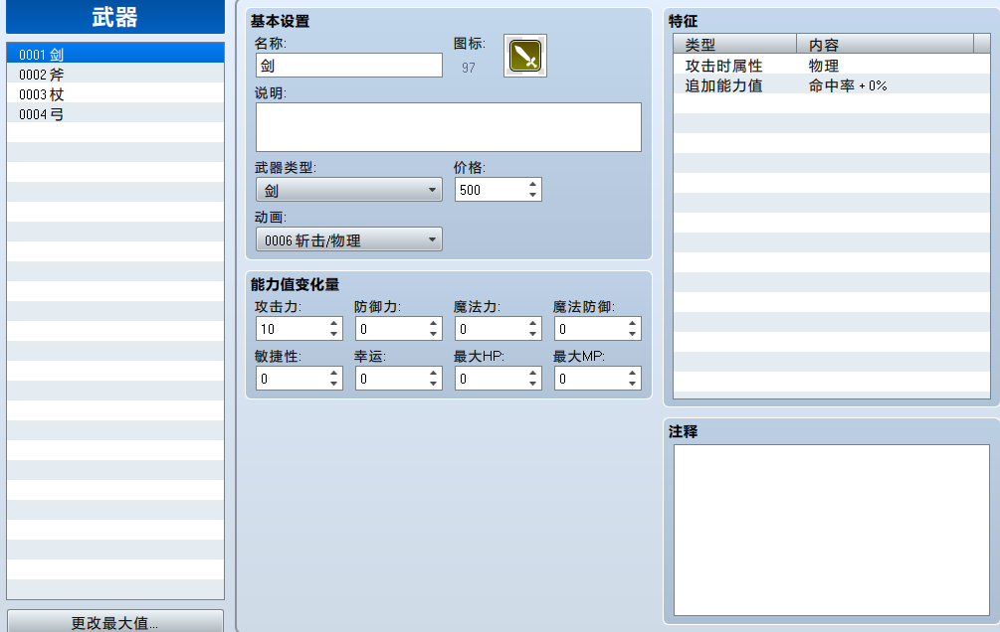 武器
0001 剑
0002 斧
0003 杖
0004 弓
更改最大值...
基本设置
名称:
图标:
剑
97
说明:
武器类型:
价格:
剑
500
动画:
0006 斩击/物理
能力值变化量
攻击力:
防御力:
魔法力:
魔法防御:
10
0
0
0
敏捷性:
幸运:
最大HP:
最大MP:
0
0
0
0
特征
类型 内容
攻击时属性 物理
追加能力值 命中率 + 0%
注释